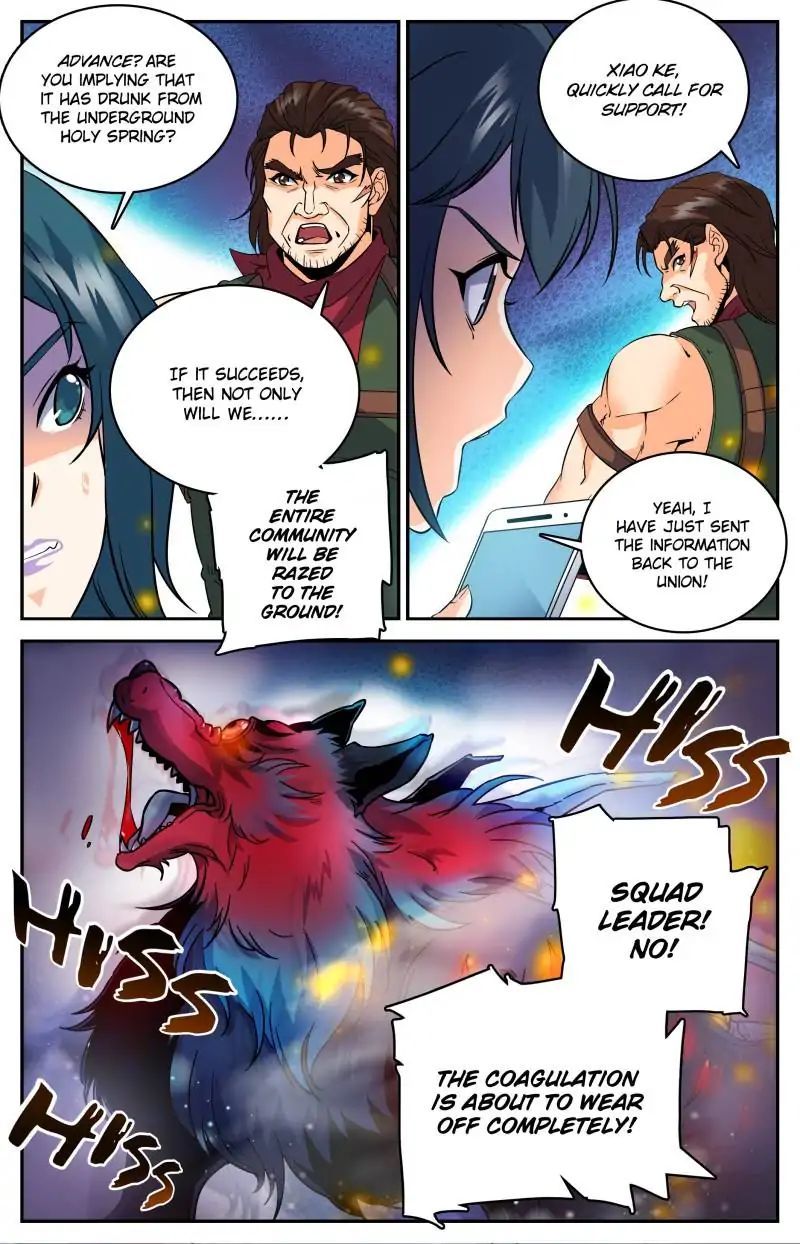 ADVANCE? ARE
YOU IMPLYING THAT
IT HAS DRUNK FROM
THE UNDERGROUND
HOLY SPRING?
IF IT SUCCEEDS,
THEN NOT ONLY
WILL WE......
THE
ENTIRE
COMMUNITY
WILL BE
RAZED
TO THE
GROUND!
XIAO KE,
QUICKLY CALL FOR
SUPPORT!
YEAH, I
HAVE JUST SENT
THE INFORMATION
BACK TO THE
UNION!
HISS
HISS
HISS
SQUAD
LEADER!
NO!
THE COAGULATION
IS ABOUT TO WEAR
OFF COMPLETELY!